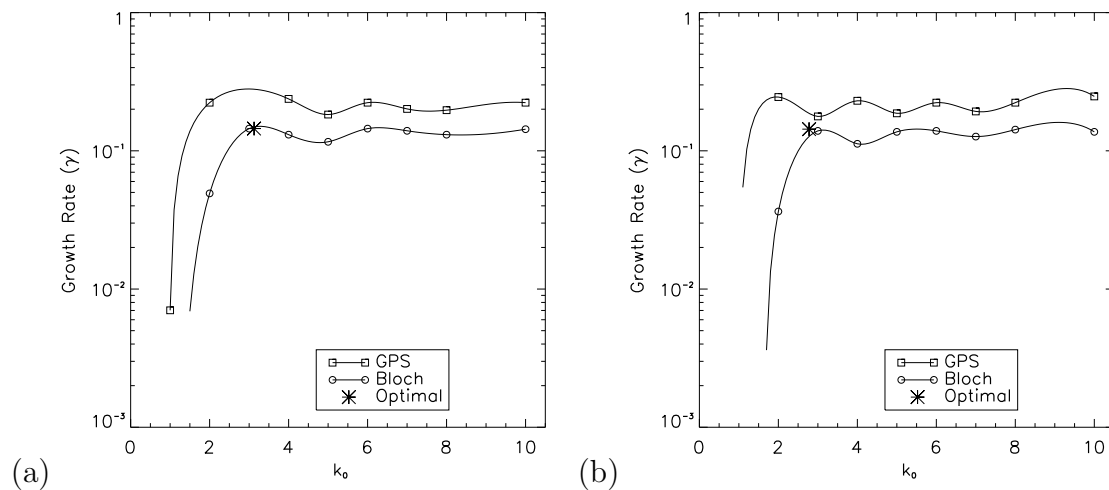 1
10⁻¹
10⁻²
10⁻³
Growth Rate (γ)
0 2 4 6 8 10
k₀
GPS
Bloch
Optimal
(a)
1
10⁻¹
10⁻²
10⁻³
Growth Rate (γ)
0 2 4 6 8 10
k₀
GPS
Bloch
Optimal
(b)